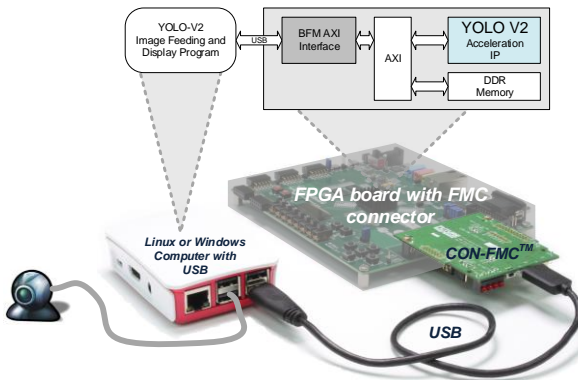 YOLO-V2
Image Feeding and
Display Program
USB
BFM AXI
Interface
AXI
YOLO V2
Acceleration
IP
DDR
Memory
FPGA board with FMC
connector
Linux or Windows
Computer with
USB
CON-FMC™
USB